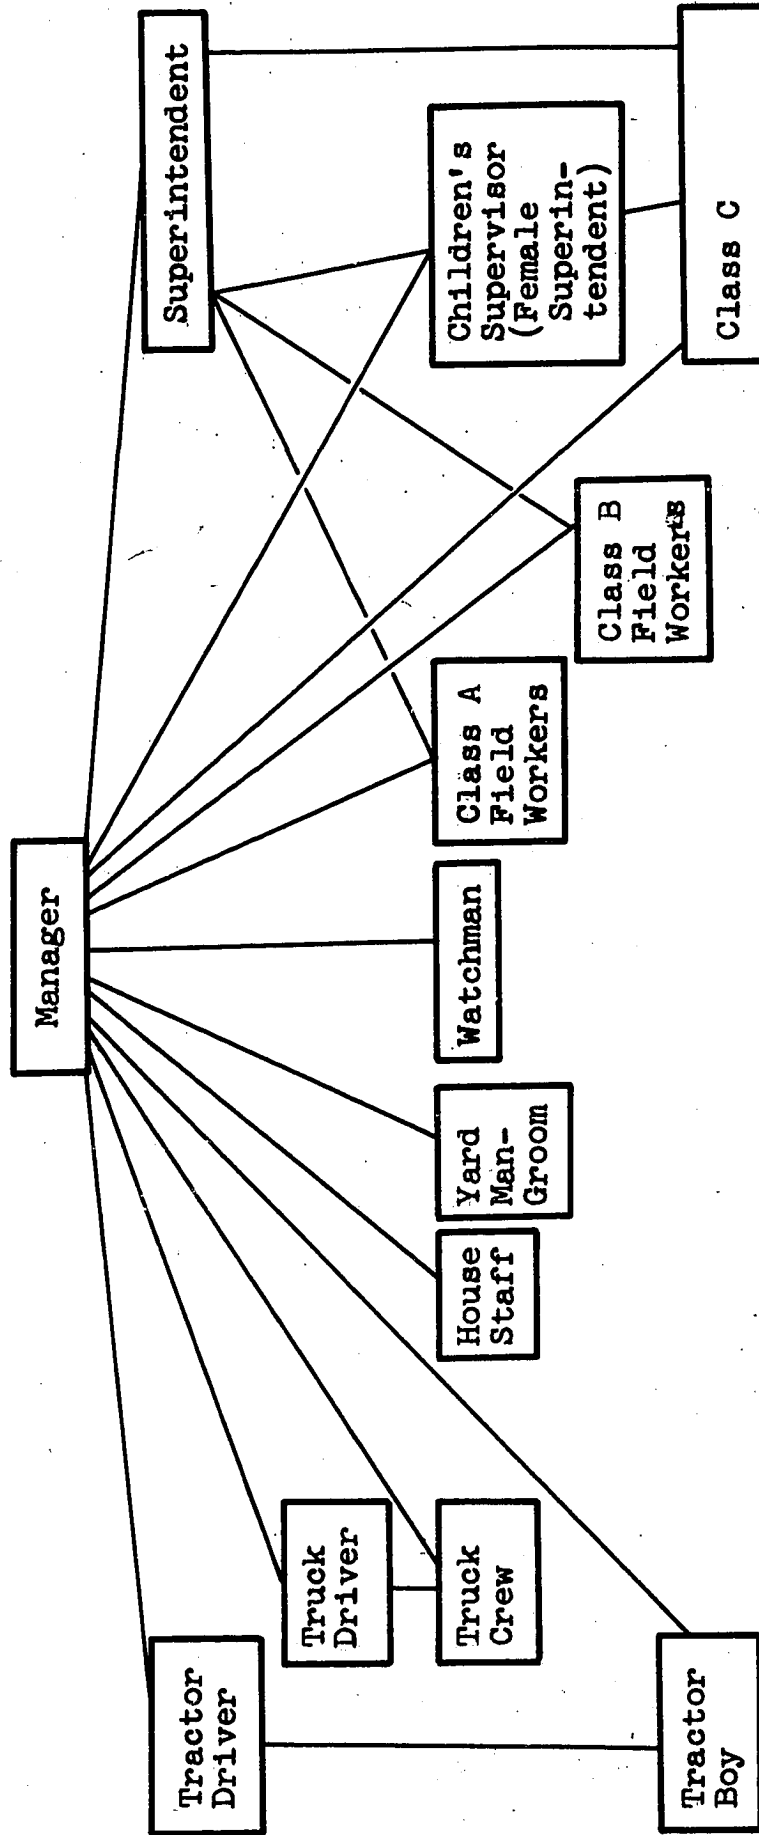 Manager
Tractor
Driver
Superintendent
Truck
Driver
Truck
Crew
House
Staff
Yard
Man-
Groom
Watchman
Class A
Field
Workers
Children's
Supervisor
(Female
Superin-
tendent)
Class B
Field
Workers
Tractor
Boy
Class C